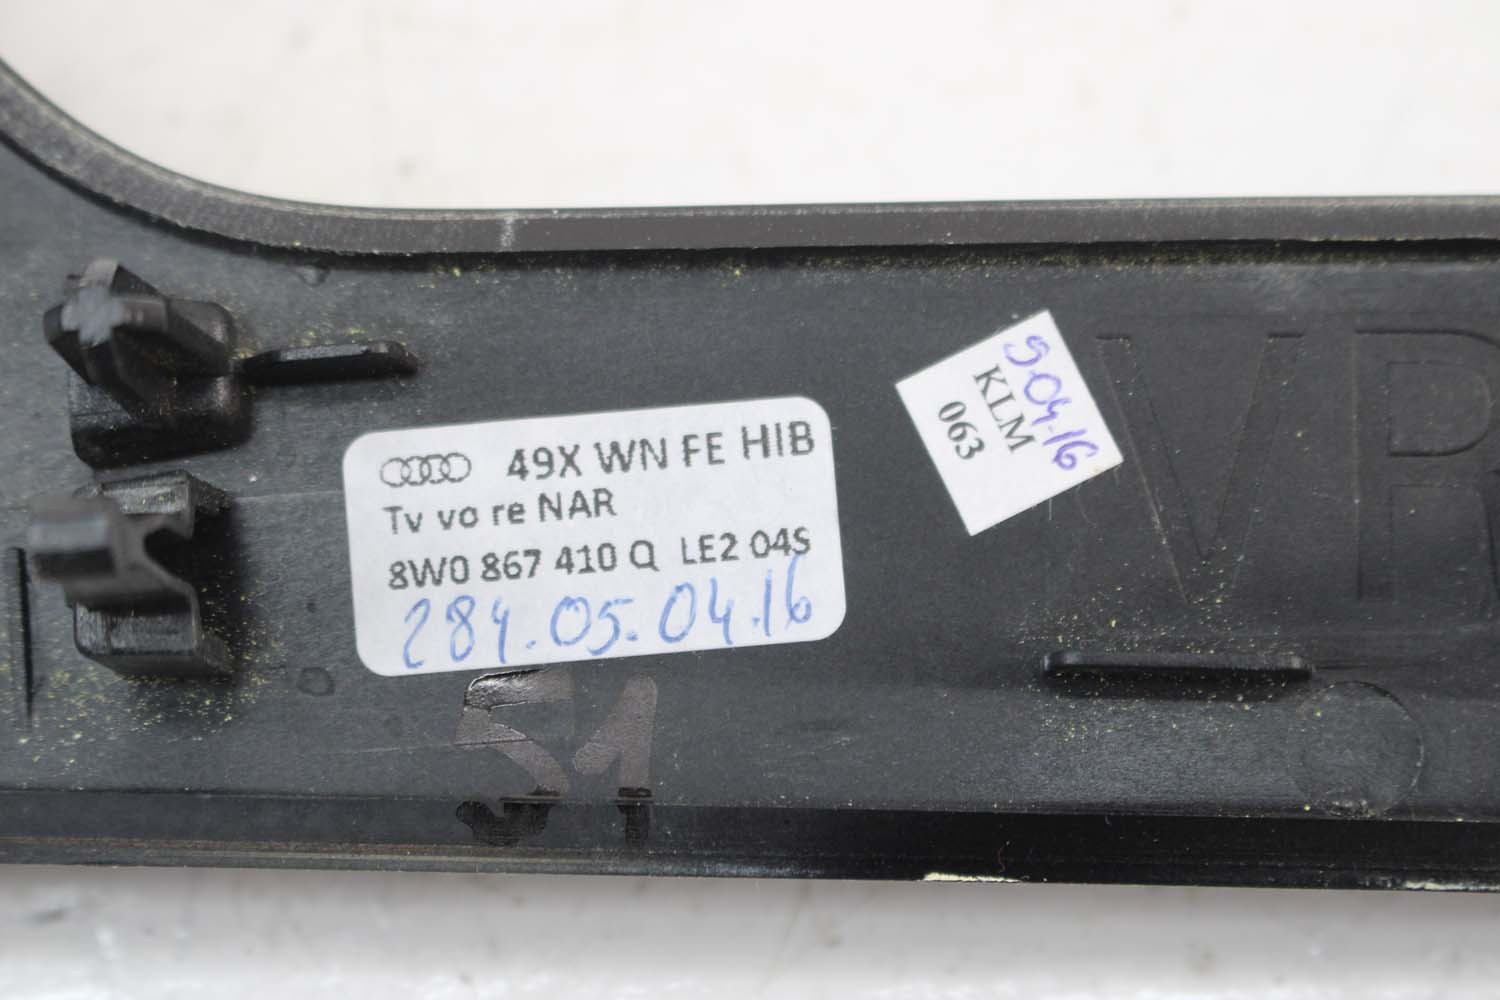 49X WN FE HIB
Tv vo re NAR
8W0 867 410 Q LE2 04S
284.05.04.16
51
9.04.16
KLM
063
VR